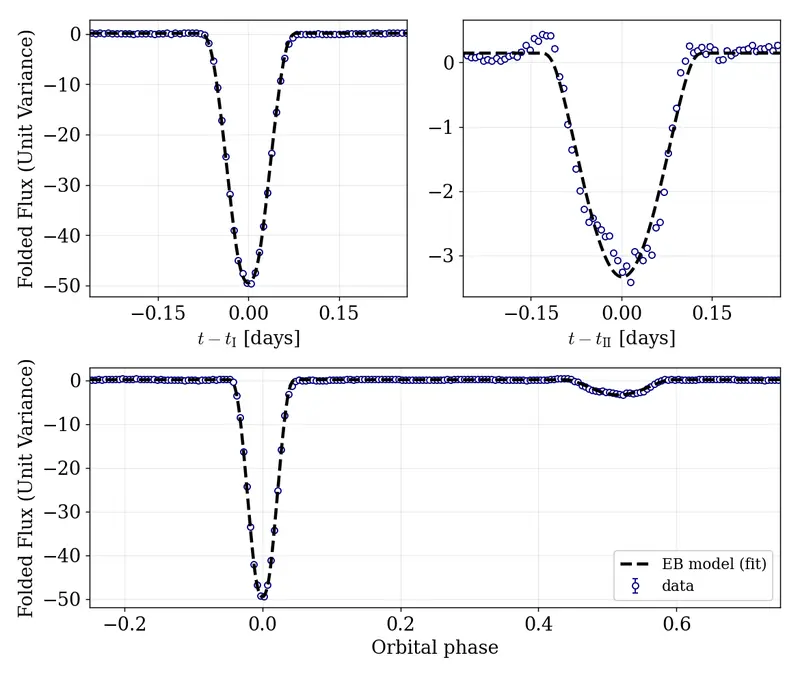 Folded Flux (Unit Variance)
0
−10
−20
−30
−40
−50
−0.15 0.00 0.15
t − t_I [days]
0
−1
−2
−3
−0.15 0.00 0.15
t − t_II [days]
Folded Flux (Unit Variance)
0
−10
−20
−30
−40
−50
−0.2 0.0 0.2 0.4 0.6
Orbital phase
EB model (fit)
data